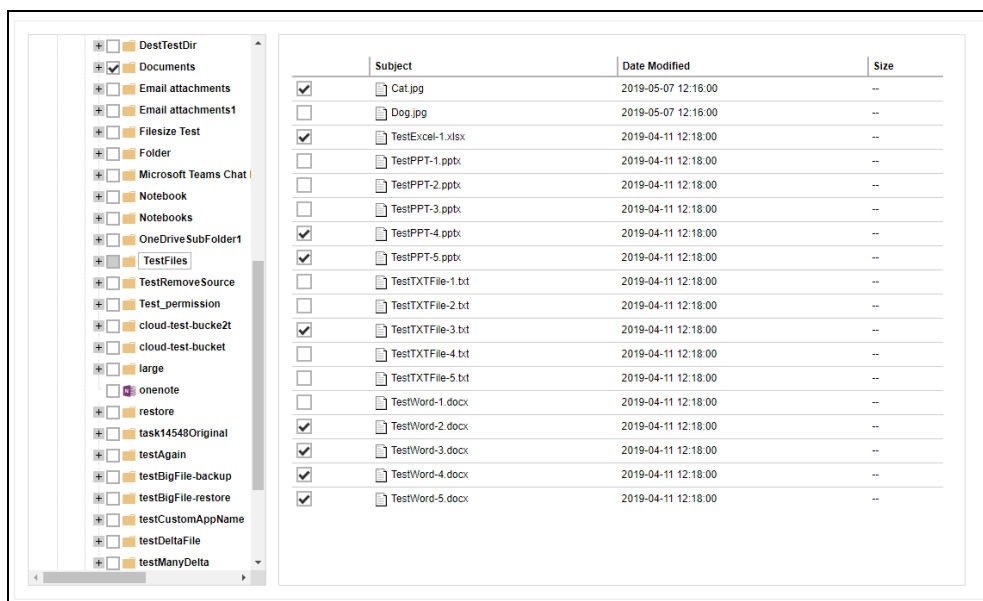 DestTestDir
Documents
Email attachments
Email attachments1
Filesize Test
Folder
Microsoft Teams Chat
Notebook
Notebooks
OneDriveSubFolder1
TestFiles
TestRemoveSource
Test_permission
cloud-test-bucke2t
cloud-test-bucket
large
onenote
restore
task14548Original
testAgain
testBigFile-backup
testBigFile-restore
testCustomAppName
testDeltaFile
testManyDelta
Subject Date Modified Size
Cat.jpg 2019-05-07 12:16:00 --
Dog.jpg 2019-05-07 12:16:00 --
TestExcel-1.xlsx 2019-04-11 12:18:00 --
TestPPT-1.pptx 2019-04-11 12:18:00 --
TestPPT-2.pptx 2019-04-11 12:18:00 --
TestPPT-3.pptx 2019-04-11 12:18:00 --
TestPPT-4.pptx 2019-04-11 12:18:00 --
TestPPT-5.pptx 2019-04-11 12:18:00 --
TestTXTFile-1.txt 2019-04-11 12:18:00 --
TestTXTFile-2.txt 2019-04-11 12:18:00 --
TestTXTFile-3.txt 2019-04-11 12:18:00 --
TestTXTFile-4.txt 2019-04-11 12:18:00 --
TestTXTFile-5.txt 2019-04-11 12:18:00 --
TestWord-1.docx 2019-04-11 12:18:00 --
TestWord-2.docx 2019-04-11 12:18:00 --
TestWord-3.docx 2019-04-11 12:18:00 --
TestWord-4.docx 2019-04-11 12:18:00 --
TestWord-5.docx 2019-04-11 12:18:00 --